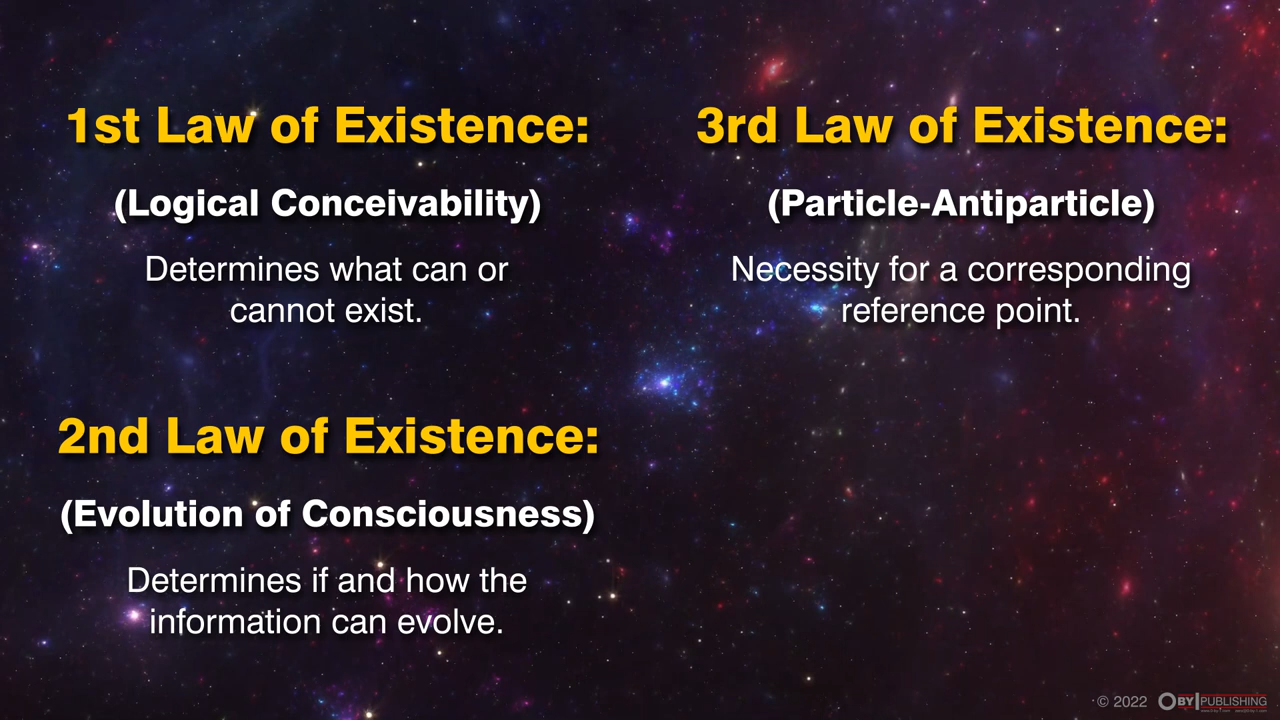 1st Law of Existence:
(Logical Conceivability)
Determines what can or
cannot exist.
2nd Law of Existence:
(Evolution of Consciousness)
Determines if and how the
information can evolve.
3rd Law of Existence:
(Particle-Antiparticle)
Necessity for a corresponding
reference point.
© 2022 BY PUBLISHING